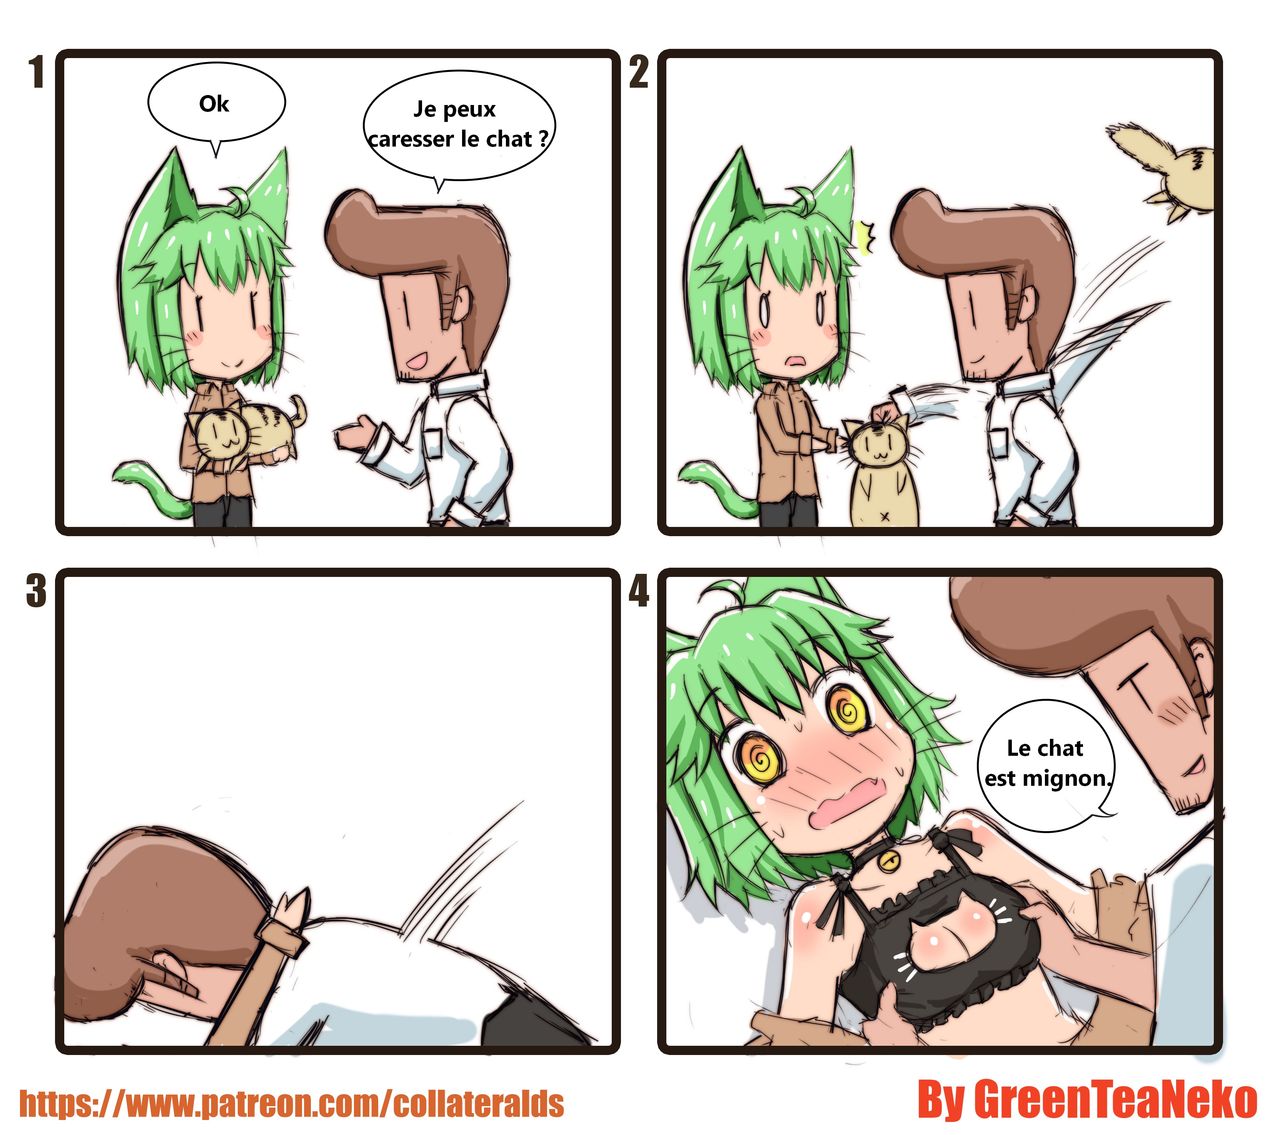 1
Ok
Je peux
caresser le chat ?
2
3
4
Le chat
est mignon.
https://www.patreon.com/collateralds
By GreenTeaNeko